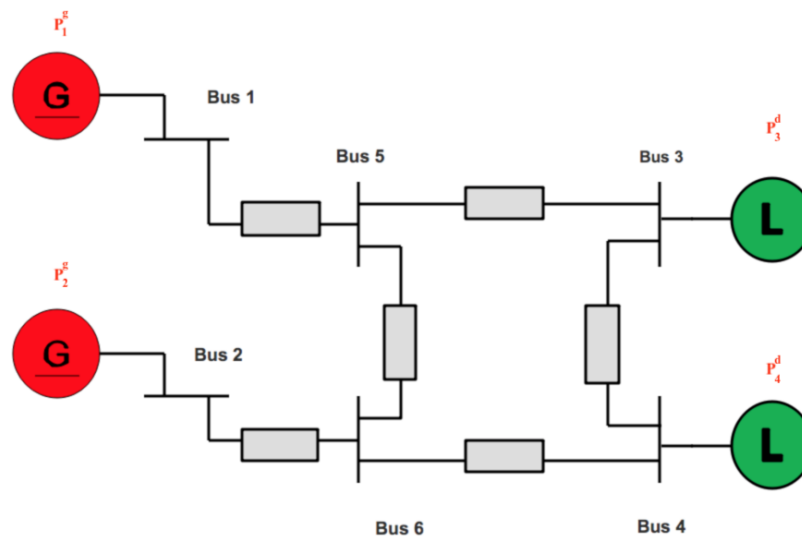 P₁ᵍ
G
Bus 1
P₃ᵈ
Bus 5
Bus 3
L
P₂ᵍ
G
Bus 2
P₄ᵈ
L
Bus 6
Bus 4